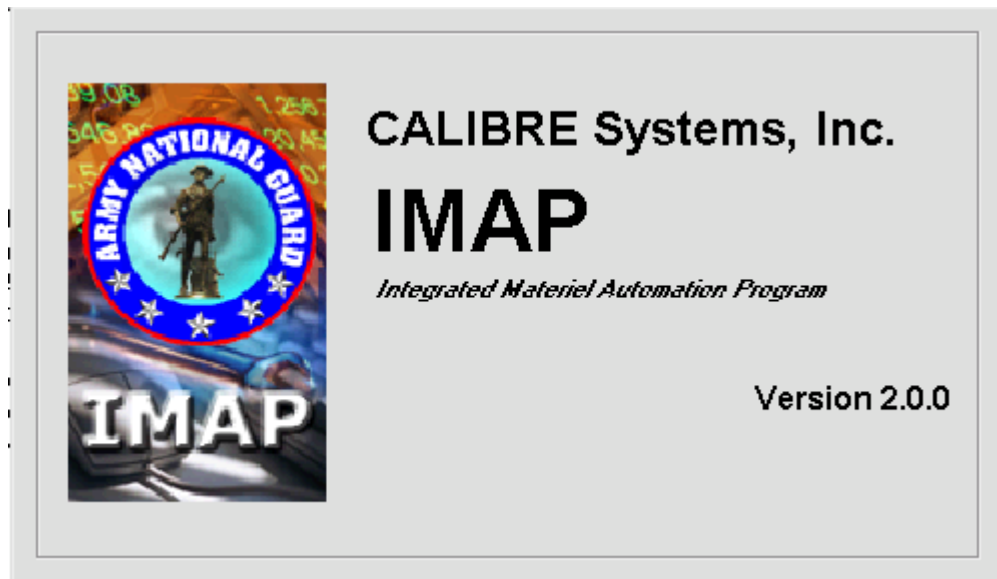 ARMY NATIONAL GUARD
IMAP
CALIBRE Systems, Inc.
IMAP
Integrated Materiel Automation Program
Version 2.0.0